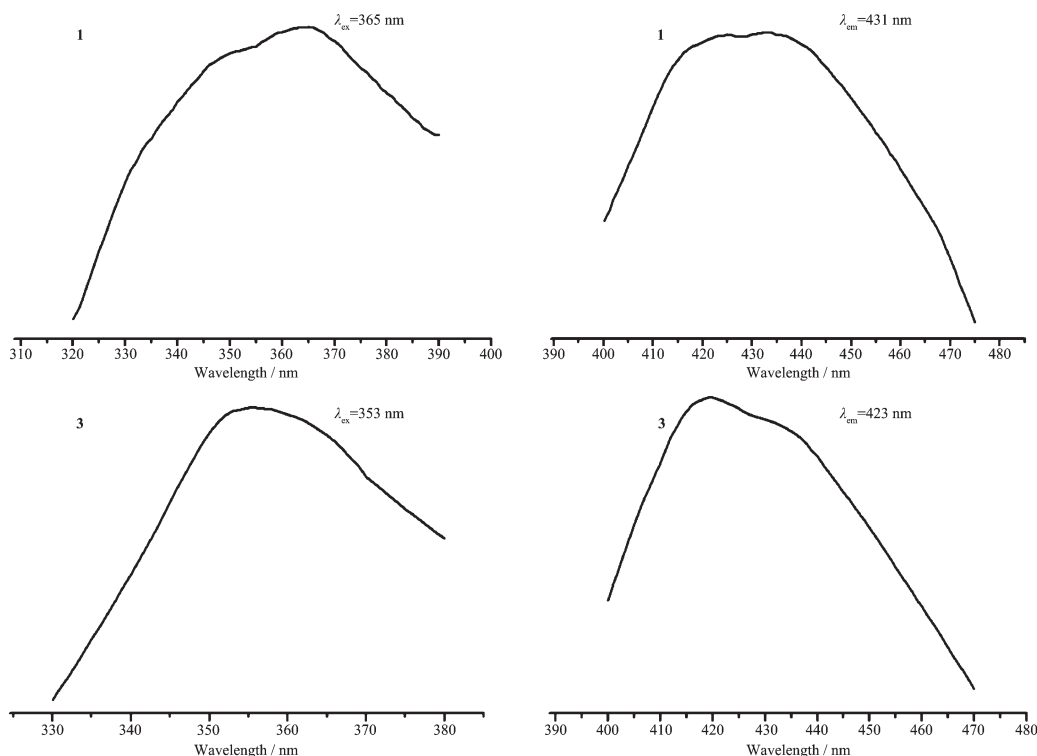 1
λex=365 nm
310 320 330 340 350 360 370 380 390 400
Wavelength / nm
1
λem=431 nm
390 400 410 420 430 440 450 460 470 480
Wavelength / nm
3
λex=353 nm
330 340 350 360 370 380
Wavelength / nm
3
λem=423 nm
390 400 410 420 430 440 450 460 470 480
Wavelength / nm